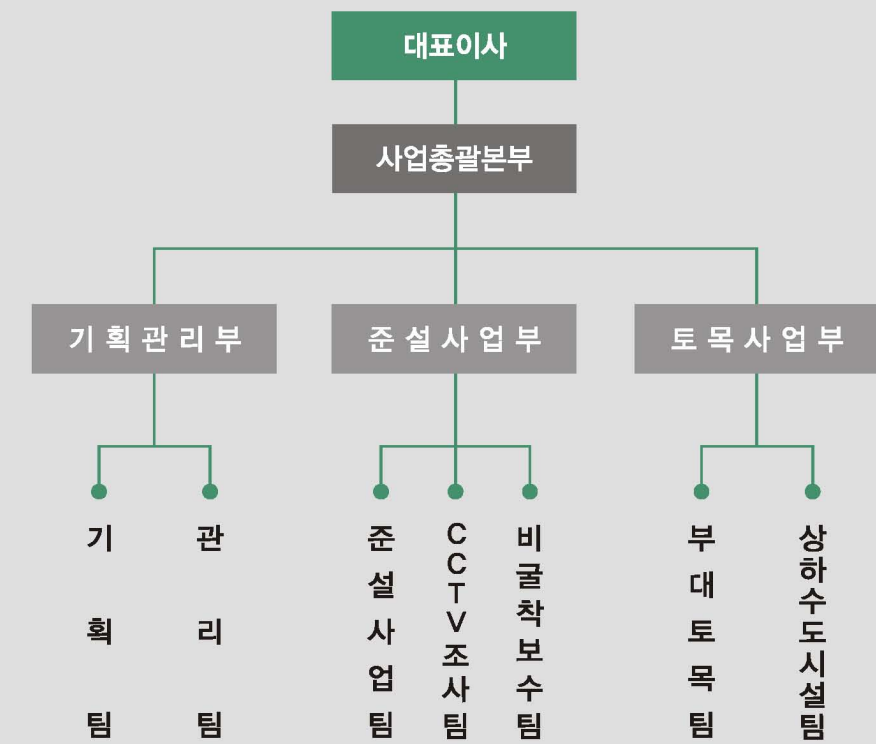 대표이사
사업총괄본부
기획관리부
준설사업부
토목사업부
기획팀
관리팀
준설사업팀
CCTV조사팀
비굴착보수팀
부대토목팀
상하수도시설팀